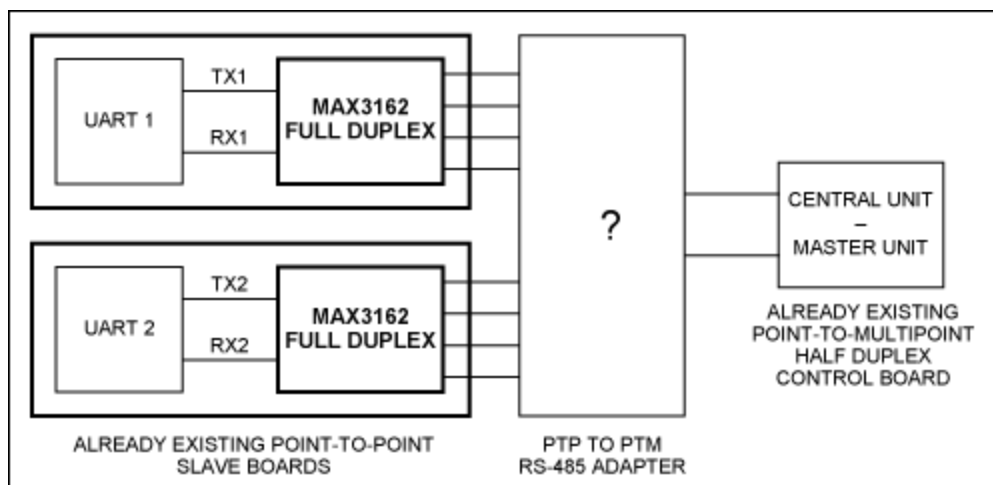 UART 1
TX1
RX1
MAX3162
FULL DUPLEX
UART 2
TX2
RX2
MAX3162
FULL DUPLEX
ALREADY EXISTING POINT-TO-POINT
SLAVE BOARDS
?
PTP TO PTM
RS-485 ADAPTER
CENTRAL UNIT
–
MASTER UNIT
ALREADY EXISTING
POINT-TO-MULTIPOINT
HALF DUPLEX
CONTROL BOARD